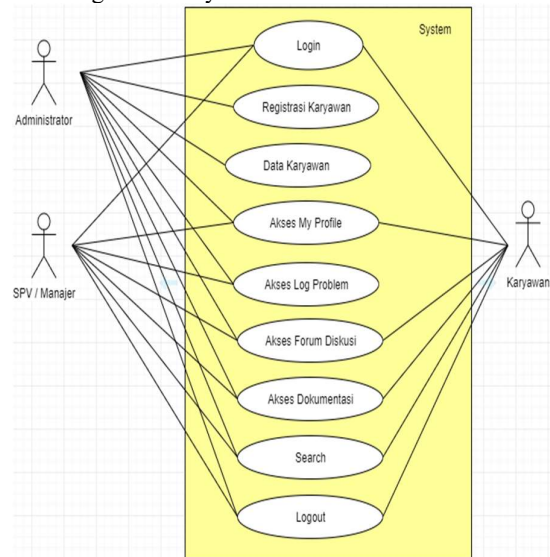 System
Login
Administrator
Registrasi Karyawan
Data Karyawan
Akses My Profile
SPV / Manajer
Karyawan
Akses Log Problem
Akses Forum Diskusi
Akses Dokumentasi
Search
Logout